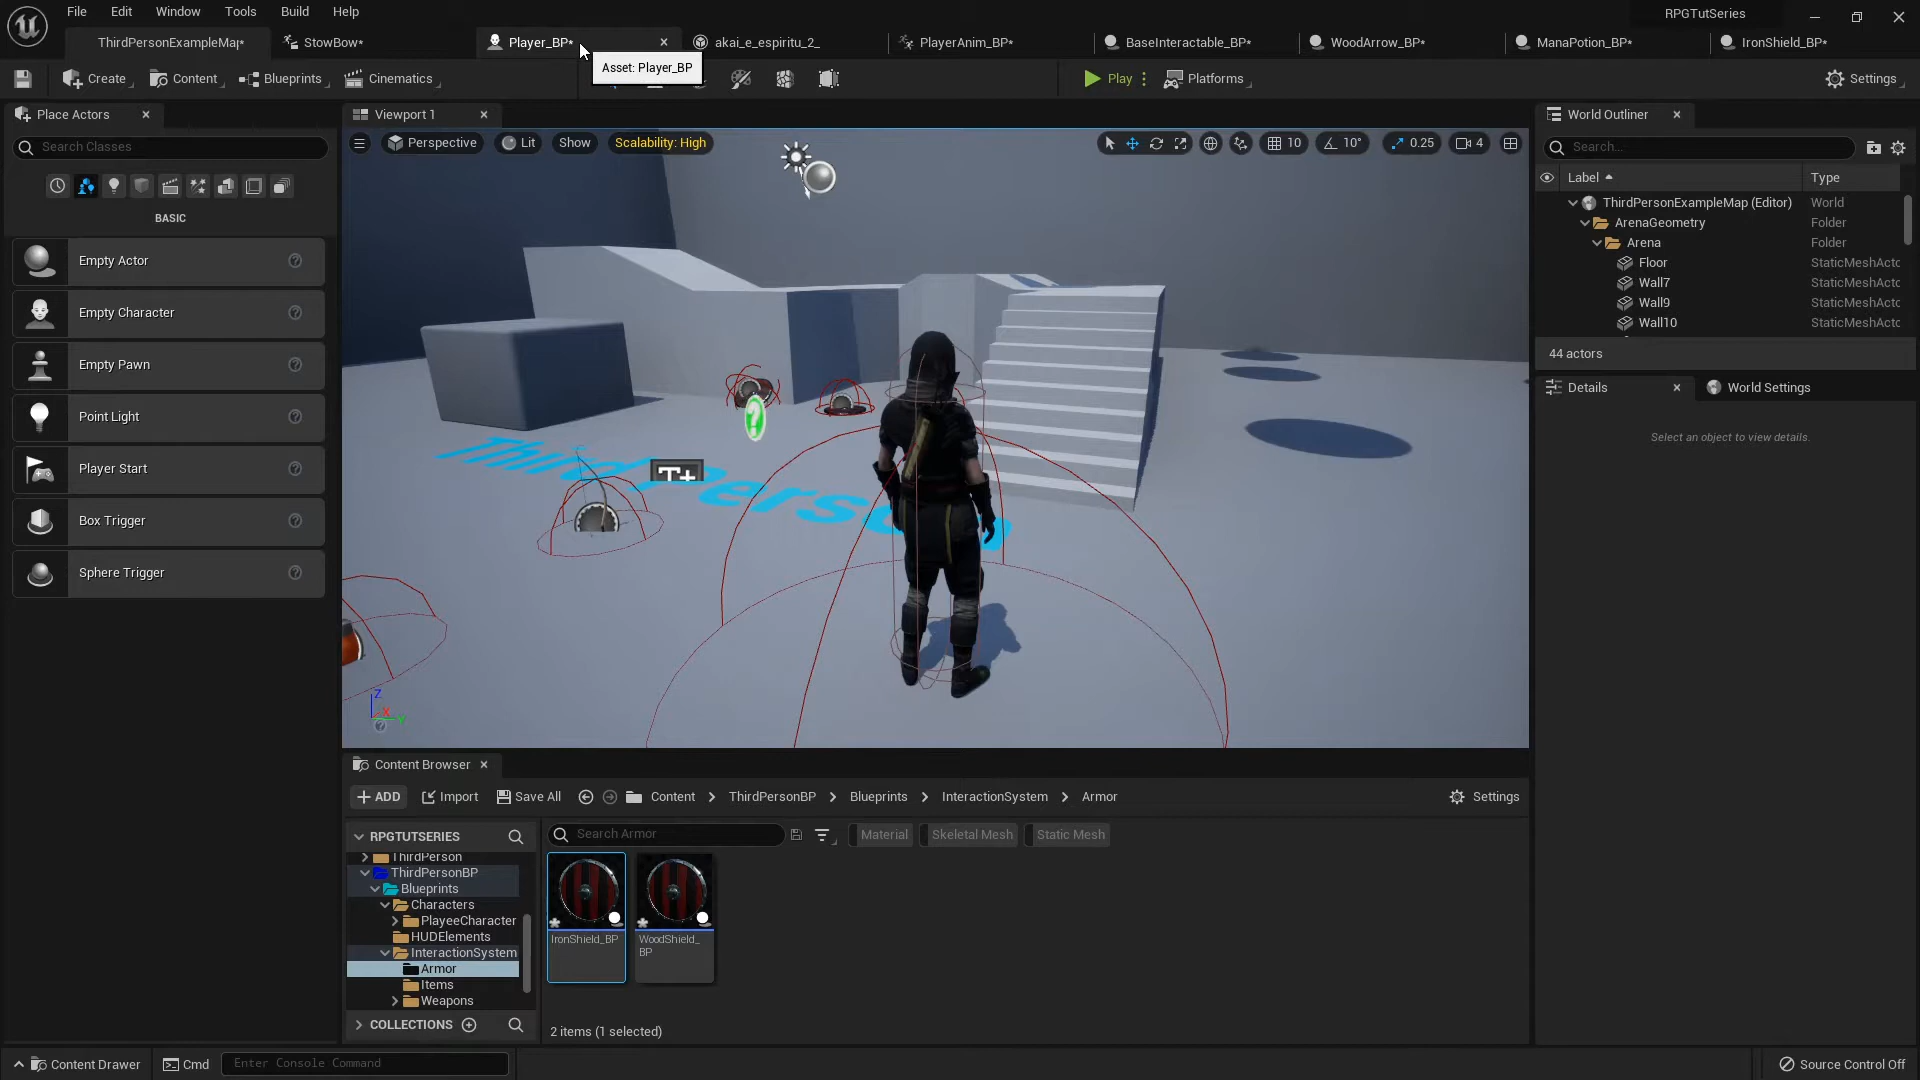 File Edit Window Tools Build Help
RPGTutSeries
ThirdPersonExampleMap* StowBow* Player_BP* akai_e_espiritu_2_ PlayerAnim_BP* BaseInteractable_BP* WoodArrow_BP* ManaPotion_BP* IronShield_BP*
Asset: Player_BP
Create Content Blueprints Cinematics Play Platforms Settings
Place Actors
Viewport 1
World Outliner
Search Classes
Perspective Lit Show Scalability: High 10 10° 0.25 4
Search...
Label Type
BASIC
ThirdPersonExampleMap (Editor) World
ArenaGeometry Folder
Arena Folder
Floor StaticMeshActo
Wall7 StaticMeshActo
Wall9 StaticMeshActo
Wall10 StaticMeshActo
44 actors
Empty Actor
Empty Character
Empty Pawn
Point Light
Player Start
Box Trigger
Sphere Trigger
Details World Settings
Select an object to view details.
ThirdPerson
T+
Z
X
Y
Content Browser
ADD Import Save All Content > ThirdPersonBP > Blueprints > InteractionSystem > Armor Settings
RPGTUTSERIES
Search Armor
Material Skeletal Mesh Static Mesh
ThirdPerson
ThirdPersonBP
Blueprints
Characters
PlayeeCharacter
HUDElements
InteractionSystem
Armor
Items
Weapons
IronShield_BP
WoodShield_
BP
COLLECTIONS
2 items (1 selected)
Content Drawer Cmd Enter Console Command Source Control Off